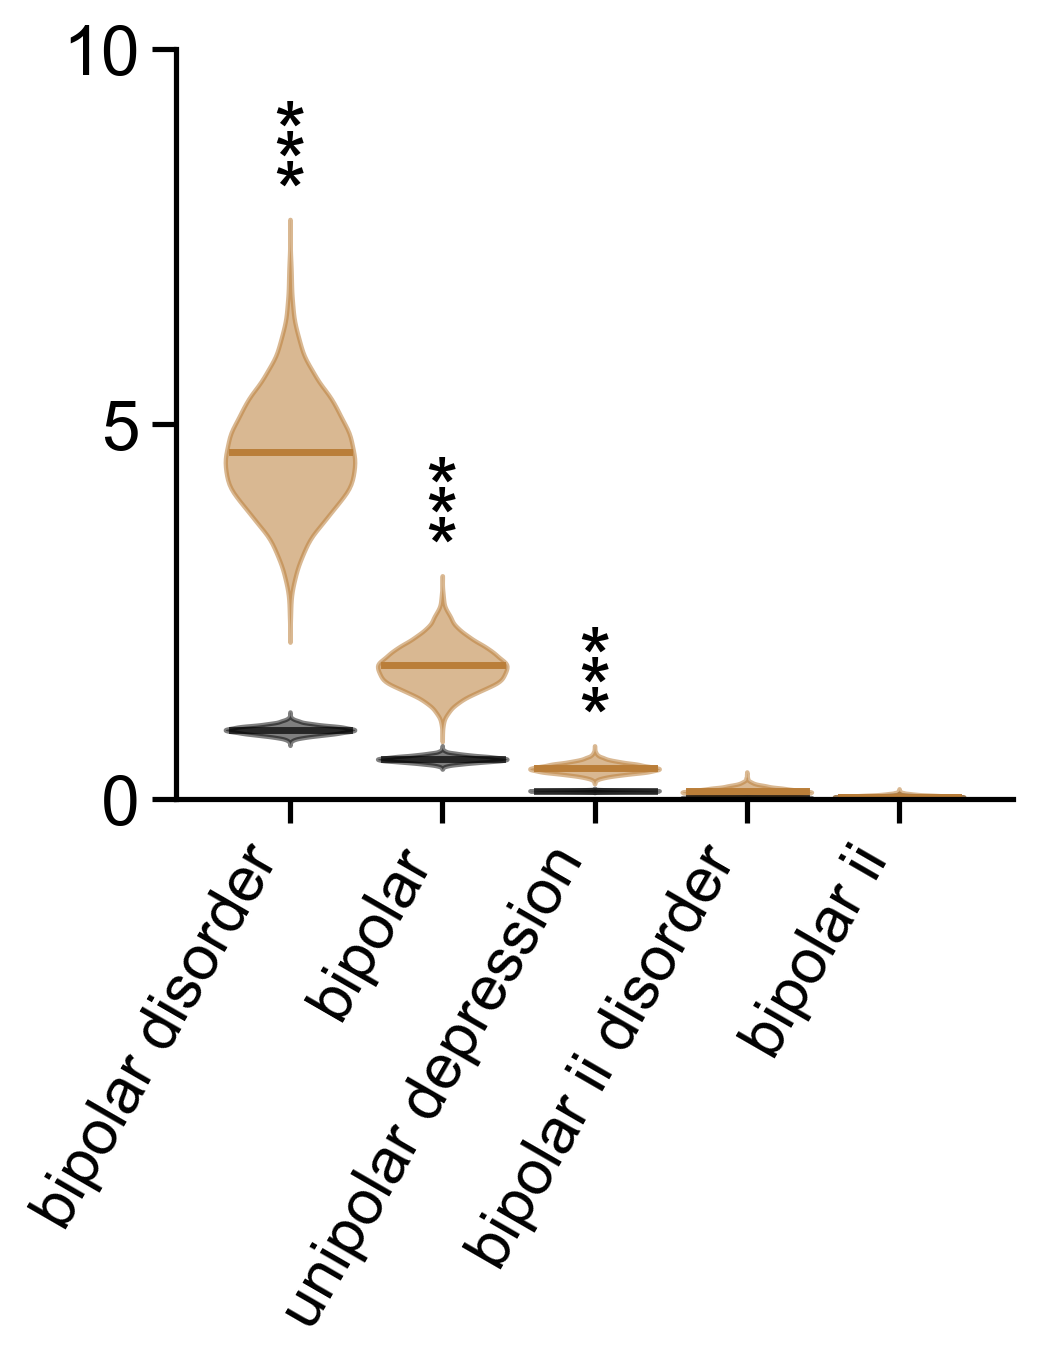 10
5
0
***
***
***
bipolar disorder
bipolar
unipolar depression
bipolar ii disorder
bipolar ii